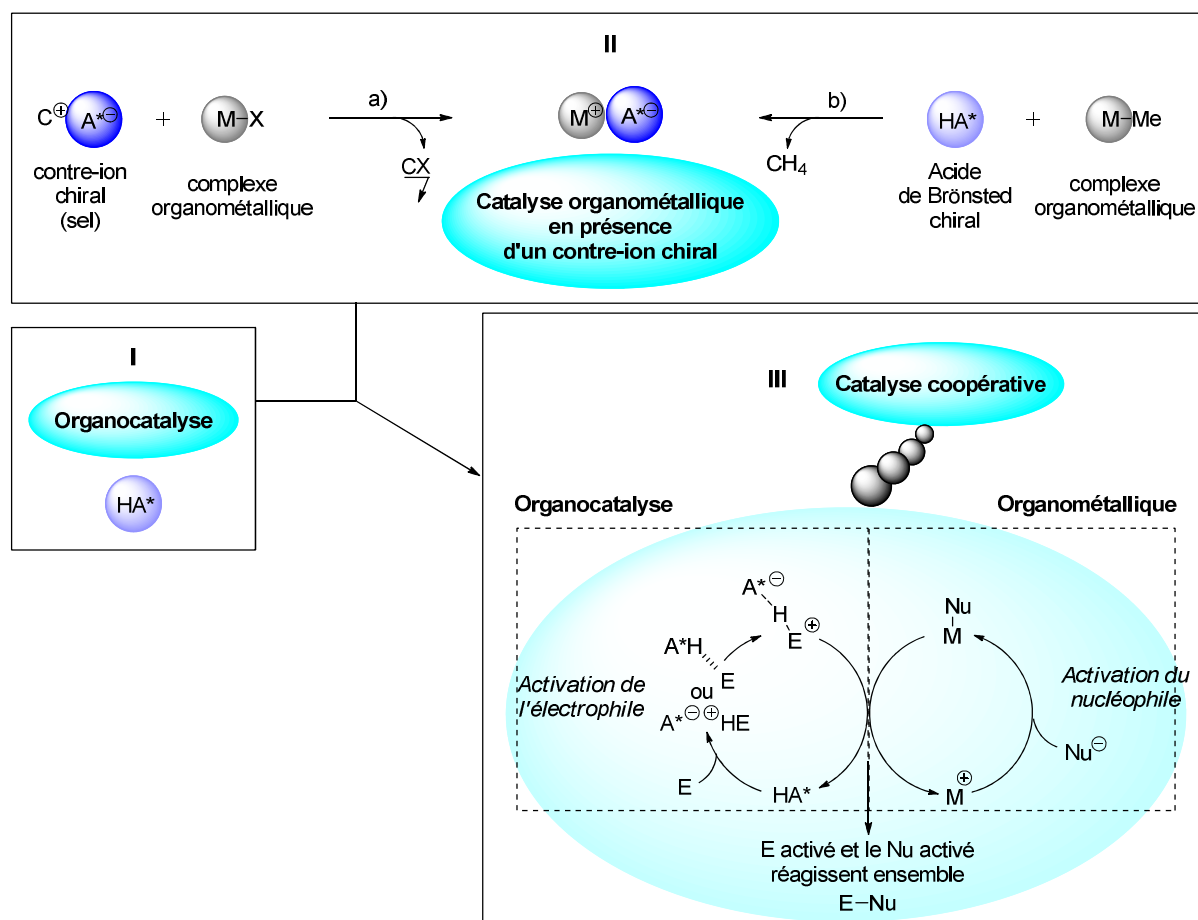 II
C⊕ A*⊖ + M-X
a)
CX
M⊕ A*⊖
b)
CH4
HA* + M-Me
contre-ion
chiral
(sel)
complexe
organométallique
Catalyse organométallique
en présence
d'un contre-ion chiral
Acide
de Brönsted
chiral
complexe
organométallique
I
Organocatalyse
HA*
III
Catalyse coopérative
Organocatalyse
Organométallique
A*⊖
H
E⊕
A*H
E
ou
A*⊖ ⊕HE
E
HA*
Activation de
l'électrophile
Nu
M
Activation du
nucléophile
Nu⊖
M⊕
E activé et le Nu activé
réagissent ensemble
E-Nu